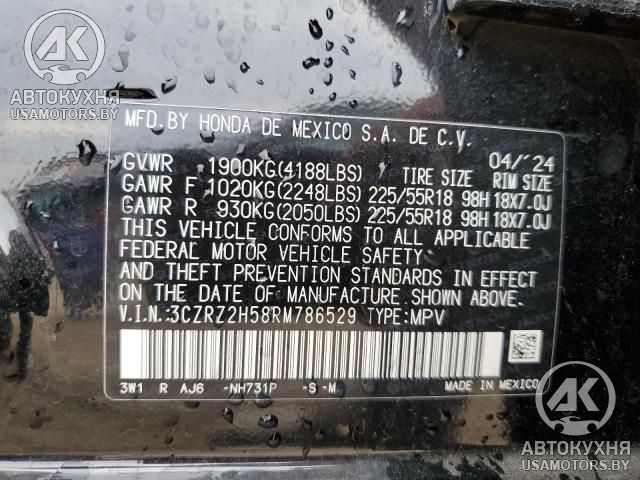 AK
АВТОКУХНЯ
USAMOTORS.BY
MFD.BY HONDA DE MEXICO S.A. DE C.V.
04/'24
GVWR 1900KG(4188LBS) TIRE SIZE RIM SIZE
GAWR F 1020KG(2248LBS) 225/55R18 98H 18X7.0J
GAWR R 930KG(2050LBS) 225/55R18 98H 18X7.0J
THIS VEHICLE CONFORMS TO ALL APPLICABLE
FEDERAL MOTOR VEHICLE SAFETY
AND THEFT PREVENTION STANDARDS IN EFFECT
ON THE DATE OF MANUFACTURE SHOWN ABOVE.
V.I.N.:3CZRZ2H58RM786529 TYPE:MPV
3W1 R AJ6 -NH731P -S-M
MADE IN MEXICO
AK
АВТОКУХНЯ
USAMOTORS.BY